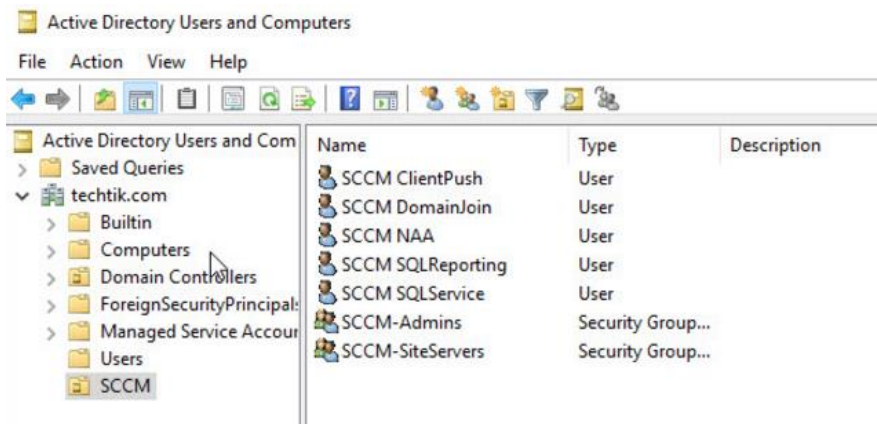 Active Directory Users and Computers
File Action View Help
Active Directory Users and Com
Saved Queries
techtik.com
Builtin
Computers
Domain Controllers
ForeignSecurityPrincipal
Managed Service Accour
Users
SCCM
Name Type Description
SCCM ClientPush User
SCCM DomainJoin User
SCCM NAA User
SCCM SQLReporting User
SCCM SQLService User
SCCM-Admins Security Group...
SCCM-SiteServers Security Group...